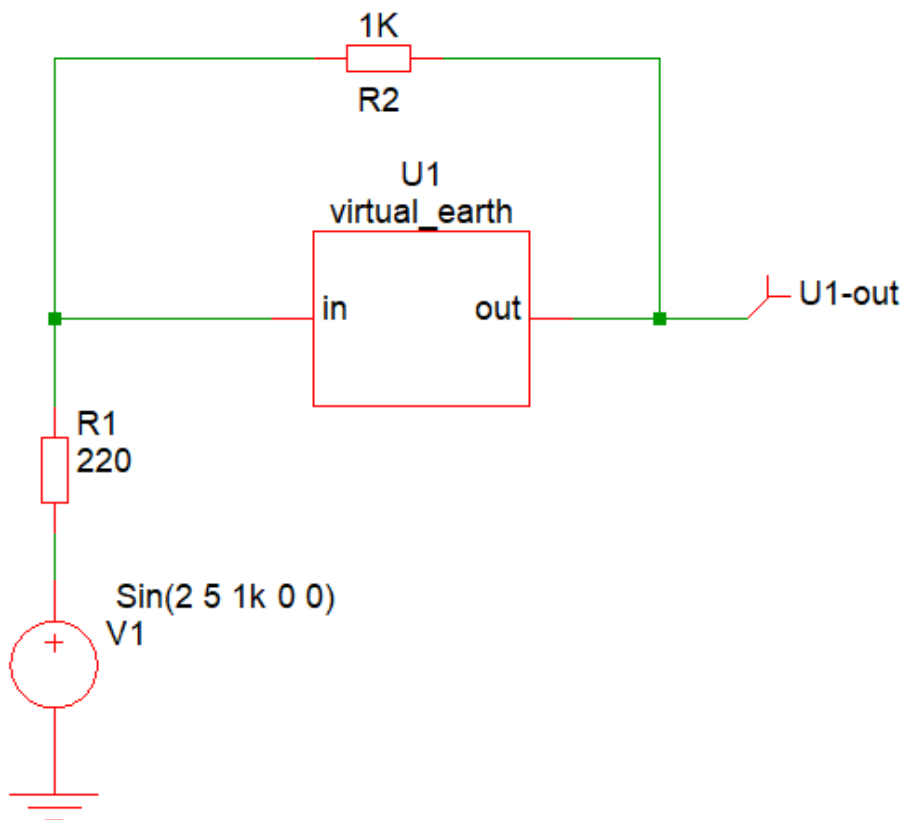 1K
R2
U1
virtual_earth
in
out
U1-out
R1
220
Sin(2 5 1k 0 0)
V1
+